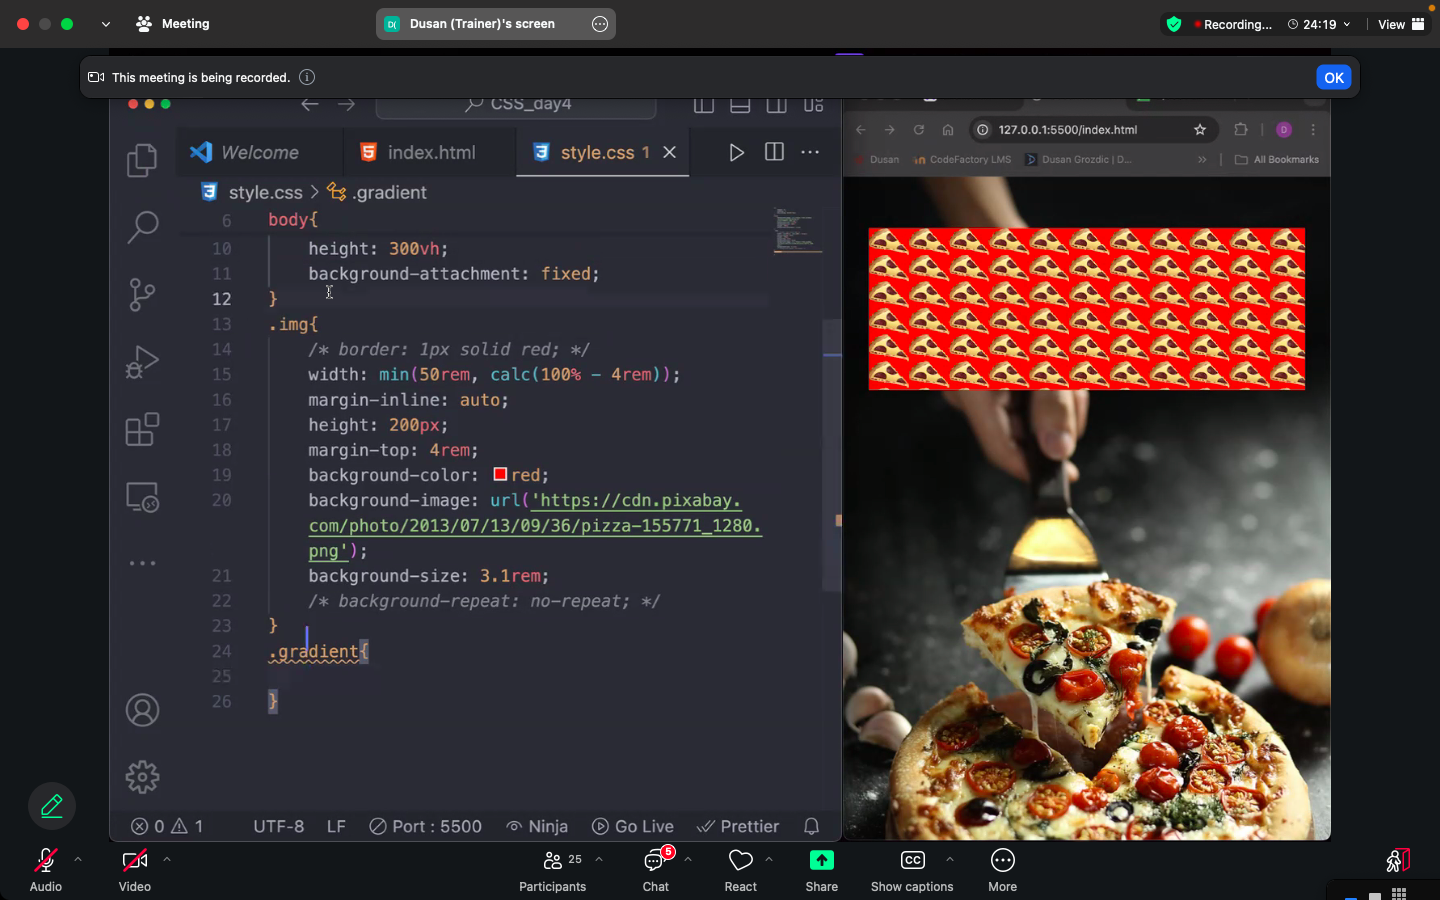 Meeting
Dusan (Trainer)'s screen
Recording...
24:19
View
This meeting is being recorded.
OK
CSS_day4
Welcome
index.html
style.css 1
style.css > .gradient
6 body{
10 height: 300vh;
11 background-attachment: fixed;
12 }
13 .img{
14 /* border: 1px solid red; */
15 width: min(50rem, calc(100% - 4rem));
16 margin-inline: auto;
17 height: 200px;
18 margin-top: 4rem;
19 background-color: red;
20 background-image: url('https://cdn.pixabay.
com/photo/2013/07/13/09/36/pizza-155771_1280.
png');
21 background-size: 3.1rem;
22 /* background-repeat: no-repeat; */
23 }
24 .gradient{
25
26 }
0 1 UTF-8 LF Port : 5500 Ninja Go Live Prettier
127.0.0.1:5500/index.html
D
Dusan
CodeFactory LMS
Dusan Grozdic | D...
All Bookmarks
Audio
Video
25
Participants
5
Chat
React
Share
CC
Show captions
More